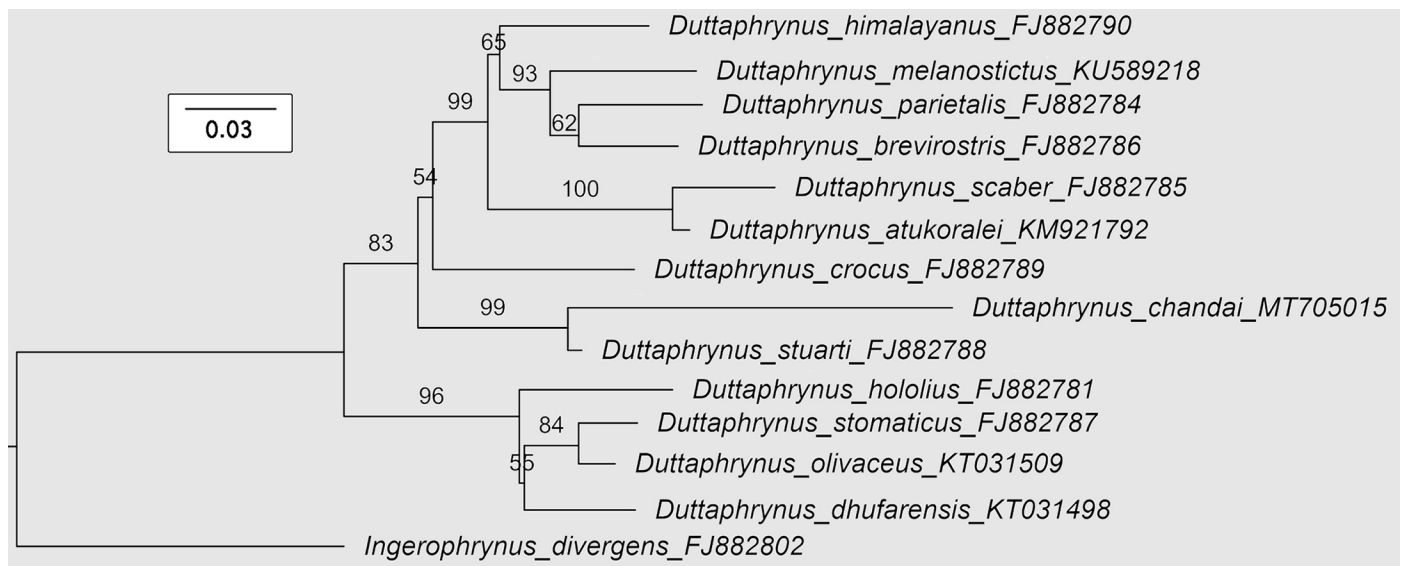 Duttaphrynus_himalayanus_FJ882790
65
Duttaphrynus_melanostictus_KU589218
93
Duttaphrynus_parietalis_FJ882784
99
0.03
62
Duttaphrynus_brevirostris_FJ882786
54
100
Duttaphrynus_scaber_FJ882785
Duttaphrynus_atukoralei_KM921792
83
Duttaphrynus_crocus_FJ882789
99
Duttaphrynus_chandai_MT705015
Duttaphrynus_stuarti_FJ882788
96
Duttaphrynus_hololius_FJ882781
84
Duttaphrynus_stomaticus_FJ882787
55
Duttaphrynus_olivaceus_KT031509
Duttaphrynus_dhufarensis_KT031498
Ingerophrynus_divergens_FJ882802